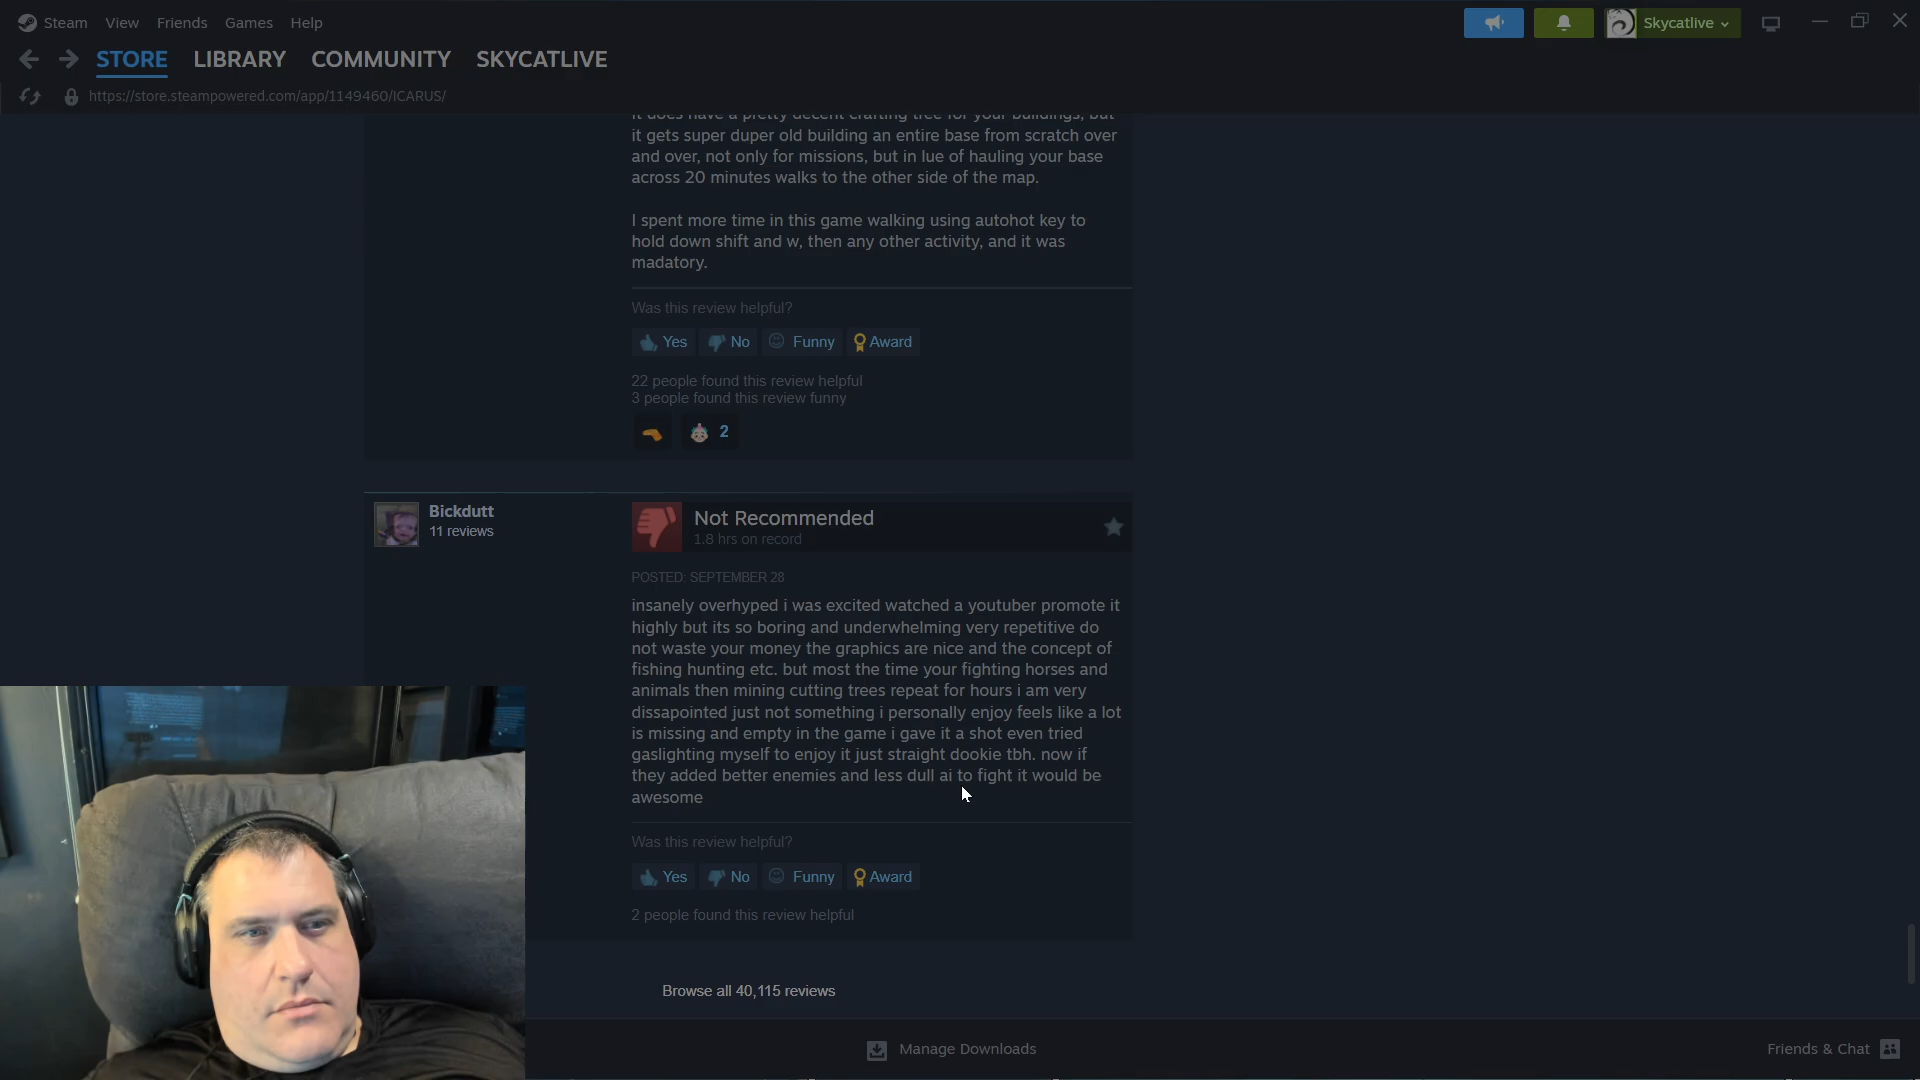 Steam View Friends Games Help
Skycatlive
STORE LIBRARY COMMUNITY SKYCATLIVE
https://store.steampowered.com/app/1149460/ICARUS/
It does have a pretty decent crafting tree for your buildings, but
it gets super duper old building an entire base from scratch over
and over, not only for missions, but in lue of hauling your base
across 20 minutes walks to the other side of the map.
I spent more time in this game walking using autohot key to
hold down shift and w, then any other activity, and it was
madatory.
Was this review helpful?
Yes No Funny Award
22 people found this review helpful
3 people found this review funny
2
Bickdutt
11 reviews
Not Recommended
1.8 hrs on record
POSTED: SEPTEMBER 28
insanely overhyped i was excited watched a youtuber promote it
highly but its so boring and underwhelming very repetitive do
not waste your money the graphics are nice and the concept of
fishing hunting etc. but most the time your fighting horses and
animals then mining cutting trees repeat for hours i am very
dissapointed just not something i personally enjoy feels like a lot
is missing and empty in the game i gave it a shot even tried
gaslighting myself to enjoy it just straight dookie tbh. now if
they added better enemies and less dull ai to fight it would be
awesome
Was this review helpful?
Yes No Funny Award
2 people found this review helpful
Browse all 40,115 reviews
Manage Downloads
Friends & Chat